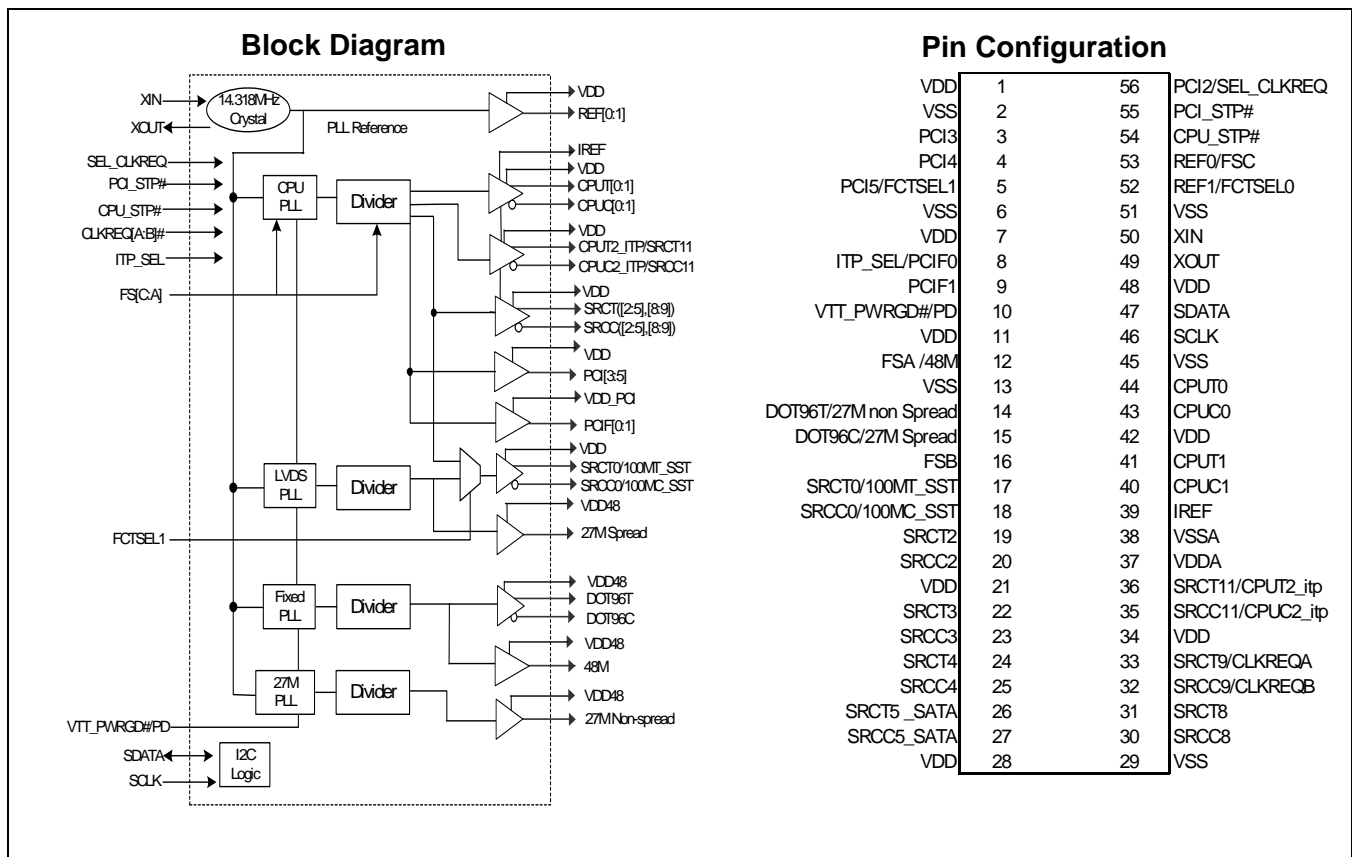 Block Diagram
XIN
14.318MHz
Crystal
XOUT
PLL Reference
VDD
REF[0:1]
SEL_CLKREQ
PCI_STP#
CPU_STP#
CLKREQ[A:B]#
ITP_SEL
FS[C:A]
CPU
PLL
Divider
IREF
VDD
CPUT[0:1]
CPUC[0:1]
VDD
CPUT2_ITP/SRCT11
CPUC2_ITP/SRCC11
VDD
SRCT([2:5],[8:9])
SRCC([2:5],[8:9])
VDD
PCI[3:5]
VDD_PCI
PCIF[0:1]
LVDS
PLL
Divider
VDD
SRCT0/100MT_SST
SRCC0/100MC_SST
VDD48
27M Spread
FCTSEL1
Fixed
PLL
Divider
VDD48
DOT96T
DOT96C
VDD48
48M
27M
PLL
Divider
VDD48
27M Non-spread
VTT_PWRGD#/PD
SDATA
SCLK
I2C
Logic
Pin Configuration
VDD 1 56 PCI2/SEL_CLKREQ
VSS 2 55 PCI_STP#
PCI3 3 54 CPU_STP#
PCI4 4 53 REF0/FSC
PCI5/FCTSEL1 5 52 REF1/FCTSEL0
VSS 6 51 VSS
VDD 7 50 XIN
ITP_SEL/PCIF0 8 49 XOUT
PCIF1 9 48 VDD
VTT_PWRGD#/PD 10 47 SDATA
VDD 11 46 SCLK
FSA /48M 12 45 VSS
VSS 13 44 CPUT0
DOT96T/27M non Spread 14 43 CPUC0
DOT96C/27M Spread 15 42 VDD
FSB 16 41 CPUT1
SRCT0/100MT_SST 17 40 CPUC1
SRCC0/100MC_SST 18 39 IREF
SRCT2 19 38 VSSA
SRCC2 20 37 VDDA
VDD 21 36 SRCT11/CPUT2_itp
SRCT3 22 35 SRCC11/CPUC2_itp
SRCC3 23 34 VDD
SRCT4 24 33 SRCT9/CLKREQA
SRCC4 25 32 SRCC9/CLKREQB
SRCT5 _SATA 26 31 SRCT8
SRCC5_SATA 27 30 SRCC8
VDD 28 29 VSS